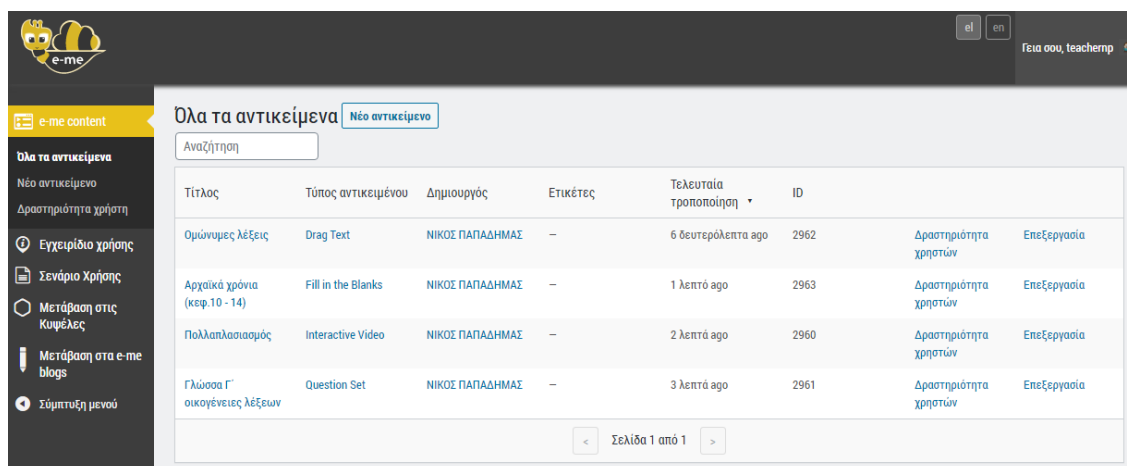 e-me
el en
Γεια σου, teachernp
e-me content
Όλα τα αντικείμενα
Νέο αντικείμενο
Δραστηριότητα χρήστη
Εγχειρίδιο χρήσης
Σενάριο Χρήσης
Μετάβαση στις
Κυψέλες
Μετάβαση στα e-me
blogs
Σύμπτυξη μενού
Όλα τα αντικείμενα Νέο αντικείμενο
Αναζήτηση
Τίτλος Τύπος αντικειμένου Δημιουργός Ετικέτες Τελευταία τροποποίηση ID
Ομώνυμες λέξεις Drag Text ΝΙΚΟΣ ΠΑΠΑΔΗΜΑΣ — 6 δευτερόλεπτα ago 2962 Δραστηριότητα χρηστών Επεξεργασία
Αρχαϊκά χρόνια (κεφ.10 - 14) Fill in the Blanks ΝΙΚΟΣ ΠΑΠΑΔΗΜΑΣ — 1 λεπτό ago 2963 Δραστηριότητα χρηστών Επεξεργασία
Πολλαπλασιασμός Interactive Video ΝΙΚΟΣ ΠΑΠΑΔΗΜΑΣ — 2 λεπτό ago 2960 Δραστηριότητα χρηστών Επεξεργασία
Γλώσσα Γ΄ οικογένειες λέξεων Question Set ΝΙΚΟΣ ΠΑΠΑΔΗΜΑΣ — 3 λεπτό ago 2961 Δραστηριότητα χρηστών Επεξεργασία
< Σελίδα 1 από 1 >